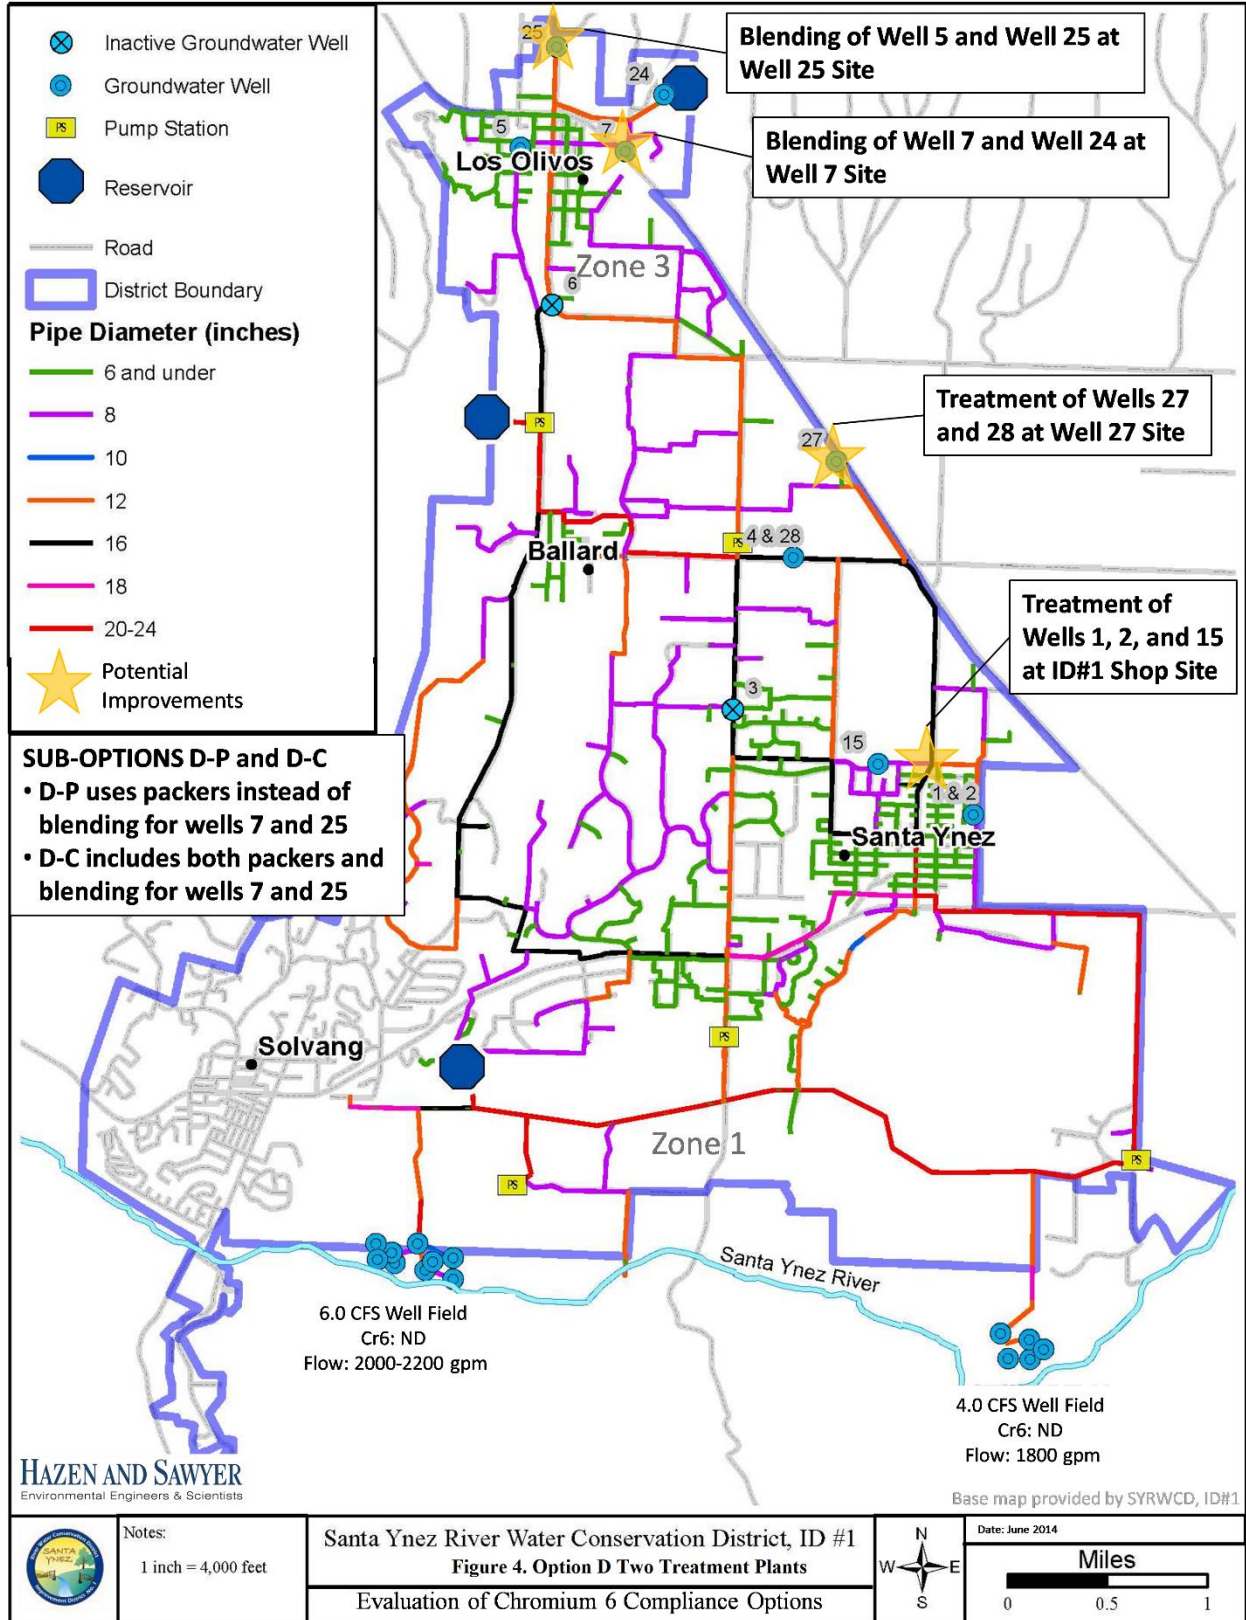 Inactive Groundwater Well
Groundwater Well
PS
Pump Station
Reservoir
Road
District Boundary
Pipe Diameter (inches)
6 and under
8
10
12
16
18
20-24
Potential
Improvements
SUB-OPTIONS D-P and D-C
• D-P uses packers instead of
blending for wells 7 and 25
• D-C includes both packers and
blending for wells 7 and 25
Blending of Well 5 and Well 25 at
Well 25 Site
Blending of Well 7 and Well 24 at
Well 7 Site
Treatment of Wells 27
and 28 at Well 27 Site
Treatment of
Wells 1, 2, and 15
at ID#1 Shop Site
25
24
5
7
Los Olivos
Zone 3
6
PS
27
PS
4 & 28
Ballard
3
15
1 & 2
Santa Ynez
PS
Solvang
Zone 1
PS
PS
Santa Ynez River
6.0 CFS Well Field
Cr6: ND
Flow: 2000-2200 gpm
4.0 CFS Well Field
Cr6: ND
Flow: 1800 gpm
HAZEN AND SAWYER
Environmental Engineers & Scientists
Base map provided by SYRWCD, ID#1
SANTA
YNEZ
Notes:
1 inch = 4,000 feet
Santa Ynez River Water Conservation District, ID #1
Figure 4. Option D Two Treatment Plants
Evaluation of Chromium 6 Compliance Options
N
W
E
S
Date: June 2014
Miles
0
0.5
1